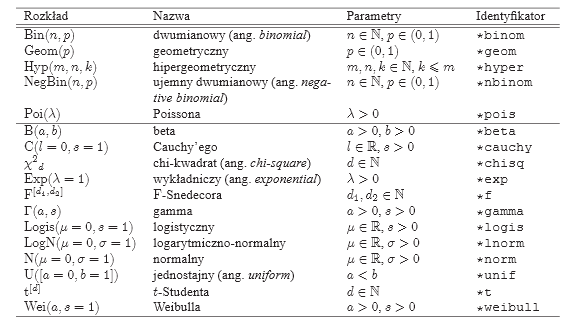 Rozkład Nazwa Parametry Identyfikator
Bin(n, p) dwumianowy (ang. binomial) n ∈ ℕ, p ∈ (0, 1) *binom
Geom(p) geometryczny p ∈ (0, 1) *geom
Hyp(m, n, k) hipergeometryczny m, n, k ∈ ℕ, k ⩽ m *hyper
NegBin(n, p) ujemny dwumianowy (ang. nega- n ∈ ℕ, p ∈ (0, 1) *nbinom
tive binomial)
Poi(λ) Poissona λ > 0 *pois
B(a, b) beta a > 0, b > 0 *beta
C(l = 0, s = 1) Cauchy'ego l ∈ ℝ, s > 0 *cauchy
χ²d chi-kwadrat (ang. chi-square) d ∈ ℕ *chisq
Exp(λ = 1) wykładniczy (ang. exponential) λ > 0 *exp
F[d₁,d₂] F-Snedecora d₁, d₂ ∈ ℕ *f
Γ(a, s) gamma a > 0, s > 0 *gamma
Logis(μ = 0, s = 1) logistyczny μ ∈ ℝ, s > 0 *logis
LogN(μ = 0, σ = 1) logarytmiczno-normalny μ ∈ ℝ, σ > 0 *lnorm
N(μ = 0, σ = 1) normalny μ ∈ ℝ, σ > 0 *norm
U([a = 0, b = 1]) jednostajny (ang. uniform) a < b *unif
t[d] t-Studenta d ∈ ℕ *t
Wei(a, s = 1) Weibulla a > 0, s > 0 *weibull